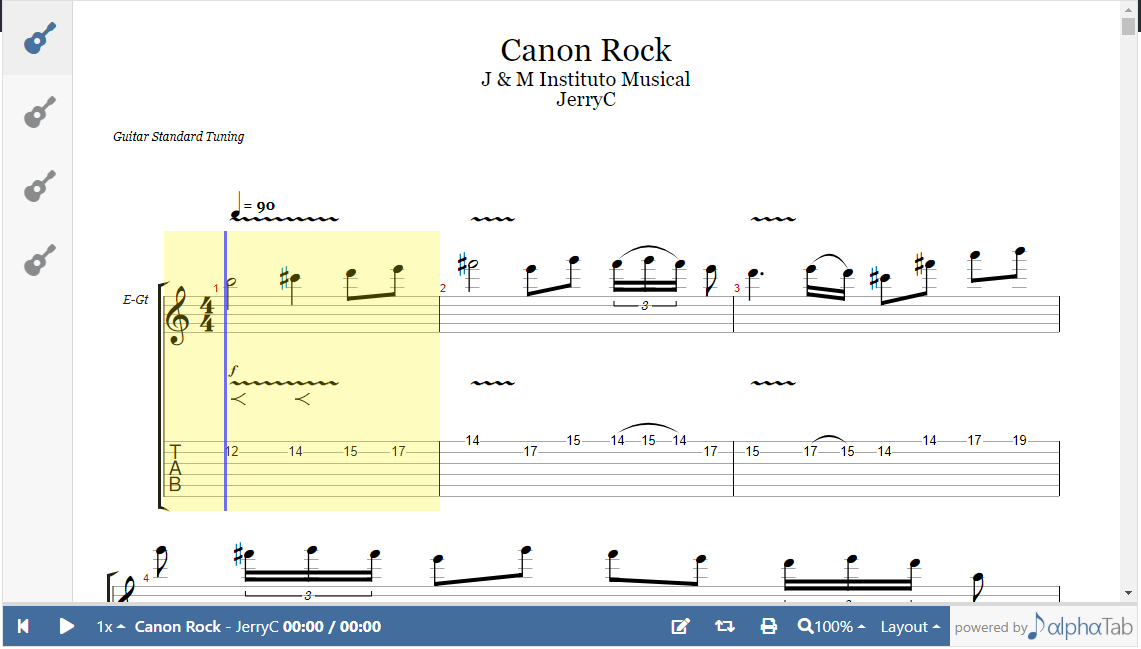 Canon Rock
J & M Instituto Musical
JerryC
Guitar Standard Tuning
= 90
E-Gt
1 2 3
4 4
3
f
T A B
12 14 15 17 14 17 15 14 15 14 17 15 17 15 14 14 17 19
4
3
1x Canon Rock - JerryC 00:00 / 00:00 100% Layout powered by alphaTab